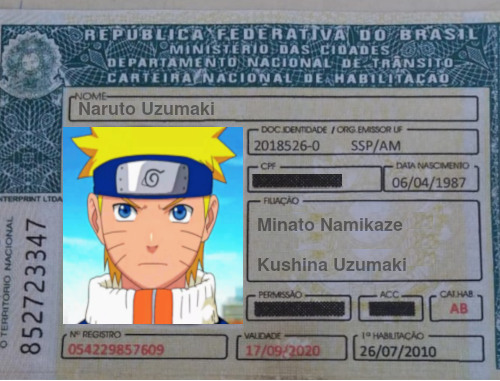 REPÚBLICA FEDERATIVA DO BRASIL
MINISTÉRIO DAS CIDADES
DEPARTAMENTO NACIONAL DE TRÂNSITO
CARTEIRA NACIONAL DE HABILITAÇÃO
NOME
Naruto Uzumaki
DOC. IDENTIDADE / ORG. EMISSOR UF
2018526-0 SSP/AM
CPF DATA NASCIMENTO
06/04/1987
FILIAÇÃO
Minato Namikaze
Kushina Uzumaki
PERMISSÃO ACC CAT. HAB.
AB
Nº REGISTRO VALIDADE 1ª HABILITAÇÃO
054229857609 17/09/2020 26/07/2010
INTERPRINT LTDA
O TERRITÓRIO NACIONAL
852723347